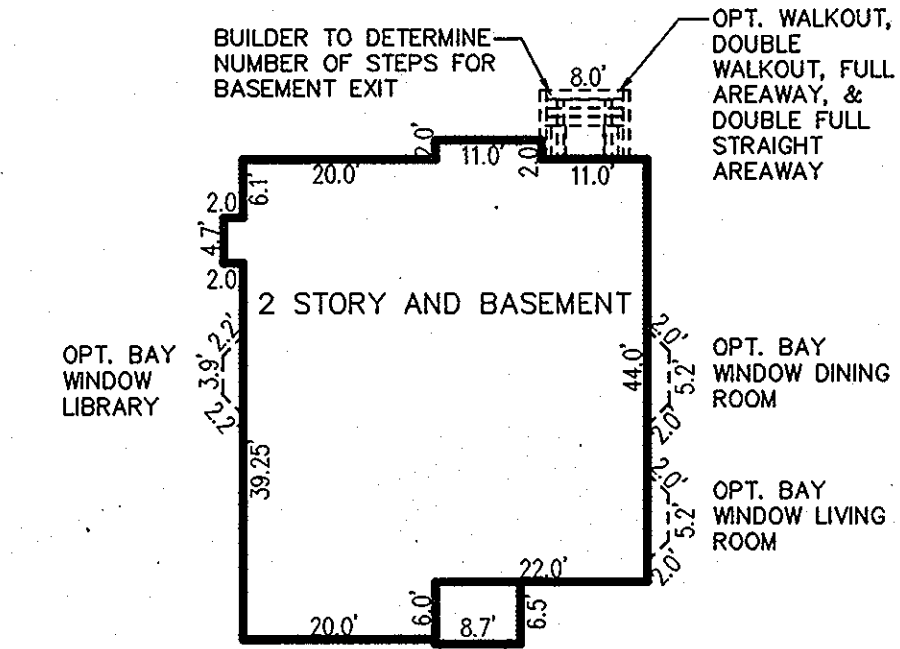 BUILDER TO DETERMINE
NUMBER OF STEPS FOR
BASEMENT EXIT
OPT. WALKOUT,
DOUBLE
WALKOUT, FULL
AREAWAY, &
DOUBLE FULL
STRAIGHT
AREAWAY
8.0'
2.0'
11.0'
2.0'
20.0'
11.0'
6.1'
2.0'
4.7'
2.0'
2 STORY AND BASEMENT
OPT. BAY
WINDOW
LIBRARY
2.2'
3.9'
2.2'
44.0'
2.0'
5.2'
2.0'
OPT. BAY
WINDOW DINING
ROOM
39.25'
2.0'
5.2'
2.0'
OPT. BAY
WINDOW LIVING
ROOM
22.0'
20.0'
6.0'
8.7'
6.5'